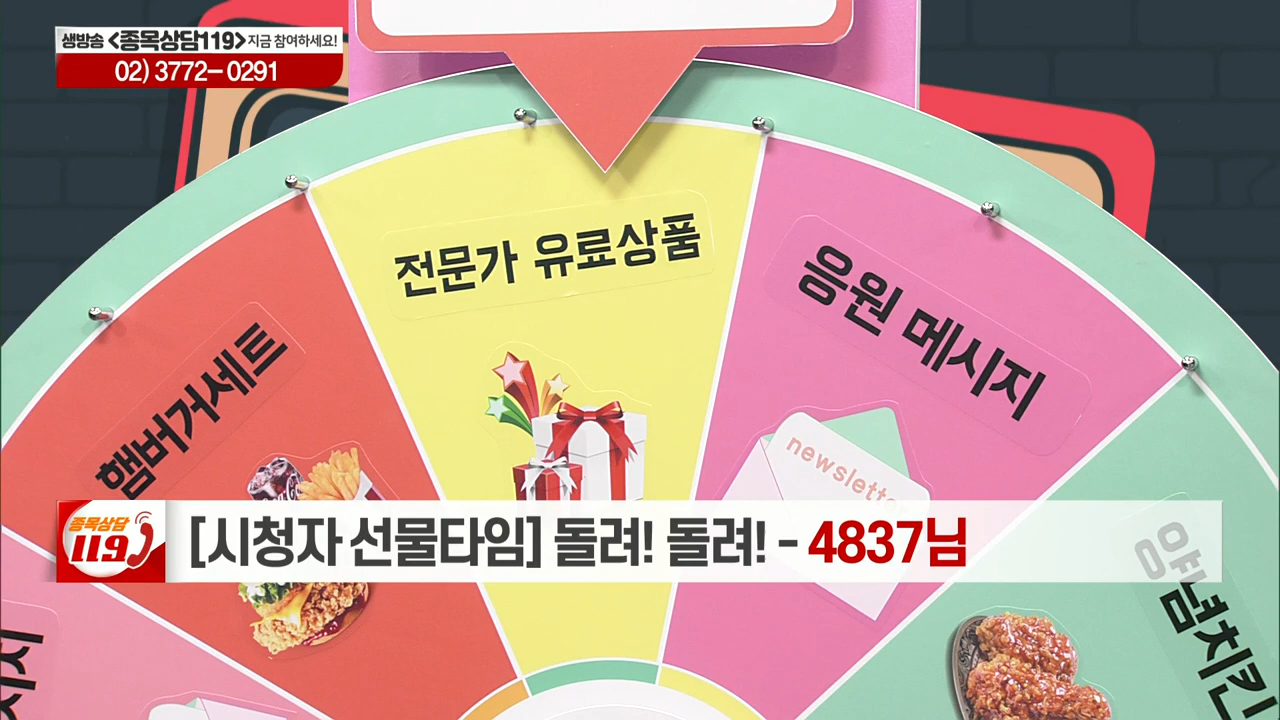 생방송 <종목상담119> 지금 참여하세요!
02) 3772-0291
전문가 유료상품
응원 메시지
햄버거세트
newsletter
종목상담
119
[시청자 선물타임] 돌려! 돌려! - 4837님
양념치킨